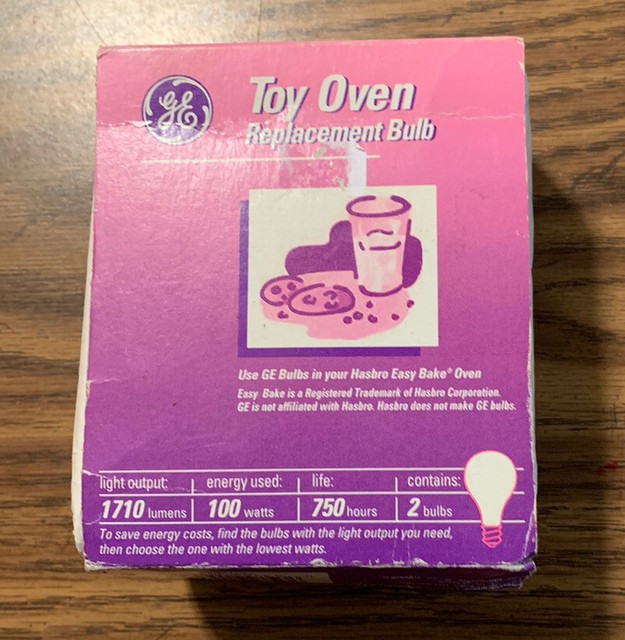 GE
Toy Oven
Replacement Bulb
Use GE Bulbs in your Hasbro Easy Bake® Oven
Easy Bake is a Registered Trademark of Hasbro Corporation.
GE is not affiliated with Hasbro. Hasbro does not make GE bulbs.
light output: energy used: life: contains:
1710 lumens 100 watts 750 hours 2 bulbs
To save energy costs, find the bulbs with the light output you need,
then choose the one with the lowest watts.